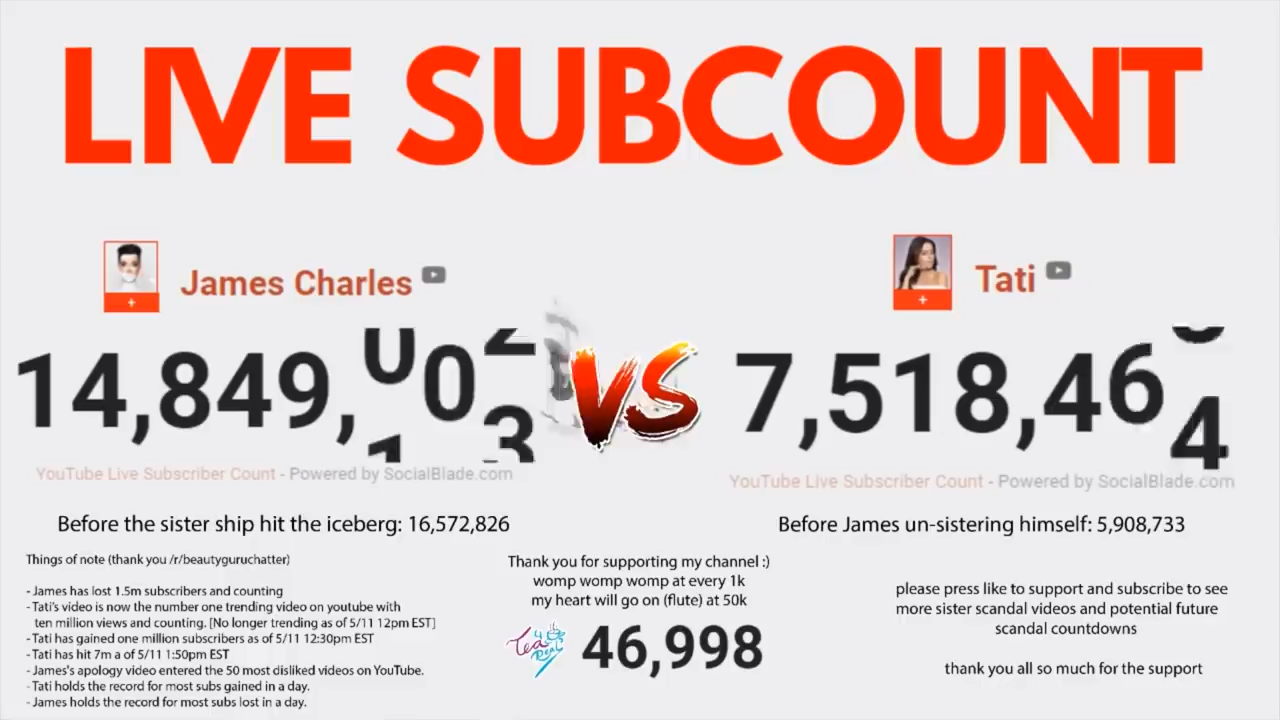 LIVE SUBCOUNT
James Charles
Tati
14,849,
VS
7,518,46
YouTube Live Subscriber Count - Powered by SocialBlade.com
YouTube Live Subscriber Count - Powered by SocialBlade.com
Before the sister ship hit the iceberg: 16,572,826
Before James un-sistering himself: 5,908,733
Things of note (thank you /r/beautyguruchatter)
- James has lost 1.5m subscribers and counting
- Tati's video is now the number one trending video on youtube with
ten million views and counting. [No longer trending as of 5/11 12pm EST]
- Tati has gained one million subscribers as of 5/11 12:30pm EST
- Tati has hit 7m a of 5/11 1:50pm EST
- James's apology video entered the 50 most disliked videos on YouTube.
- Tati holds the record for most subs gained in a day.
- James holds the record for most subs lost in a day.
Thank you for supporting my channel :)
womp womp womp at every 1k
my heart will go on (flute) at 50k
Tea 4 Real
46,998
please press like to support and subscribe to see
more sister scandal videos and potential future
scandal countdowns
thank you all so much for the support